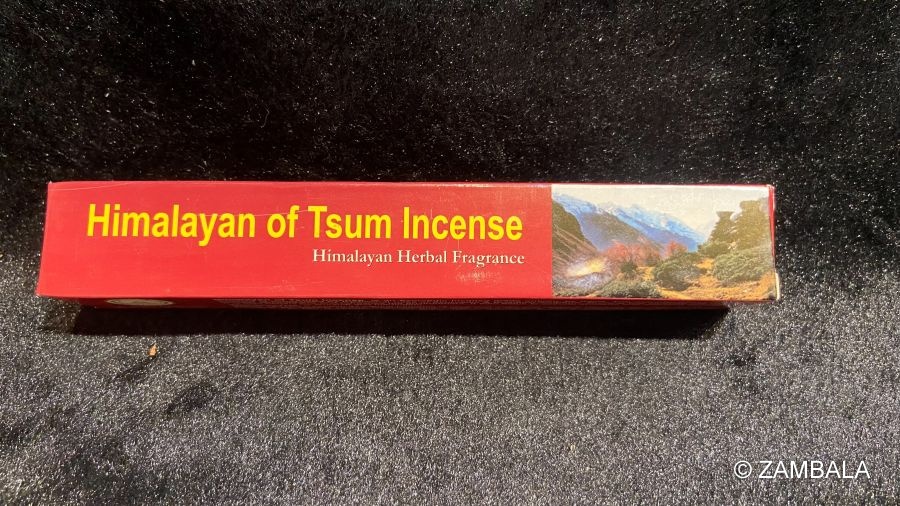 Himalayan of Tsum Incense
Himalayan Herbal Fragrance
© ZAMBALA